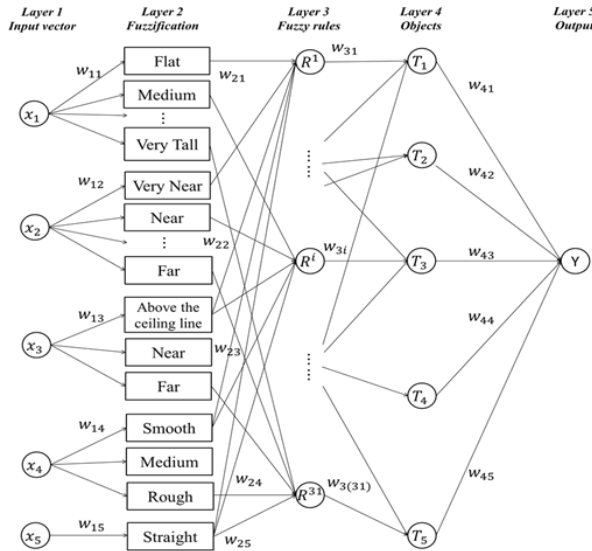 Layer 1
Input vector
Layer 2
Fuzzification
Layer 3
Fuzzy rules
Layer 4
Objects
Layer 5
Output
w11
w12
w13
w14
w15
x1
x2
x3
x4
x5
Flat
Medium
⋮
Very Tall
Very Near
Near
⋮
Far
Above the
ceiling line
Near
Far
Smooth
Medium
Rough
Straight
w21
w22
w23
w24
w25
R1
Ri
R31
w31
w3i
w3(31)
T1
T2
T3
T4
T5
w41
w42
w43
w44
w45
Y